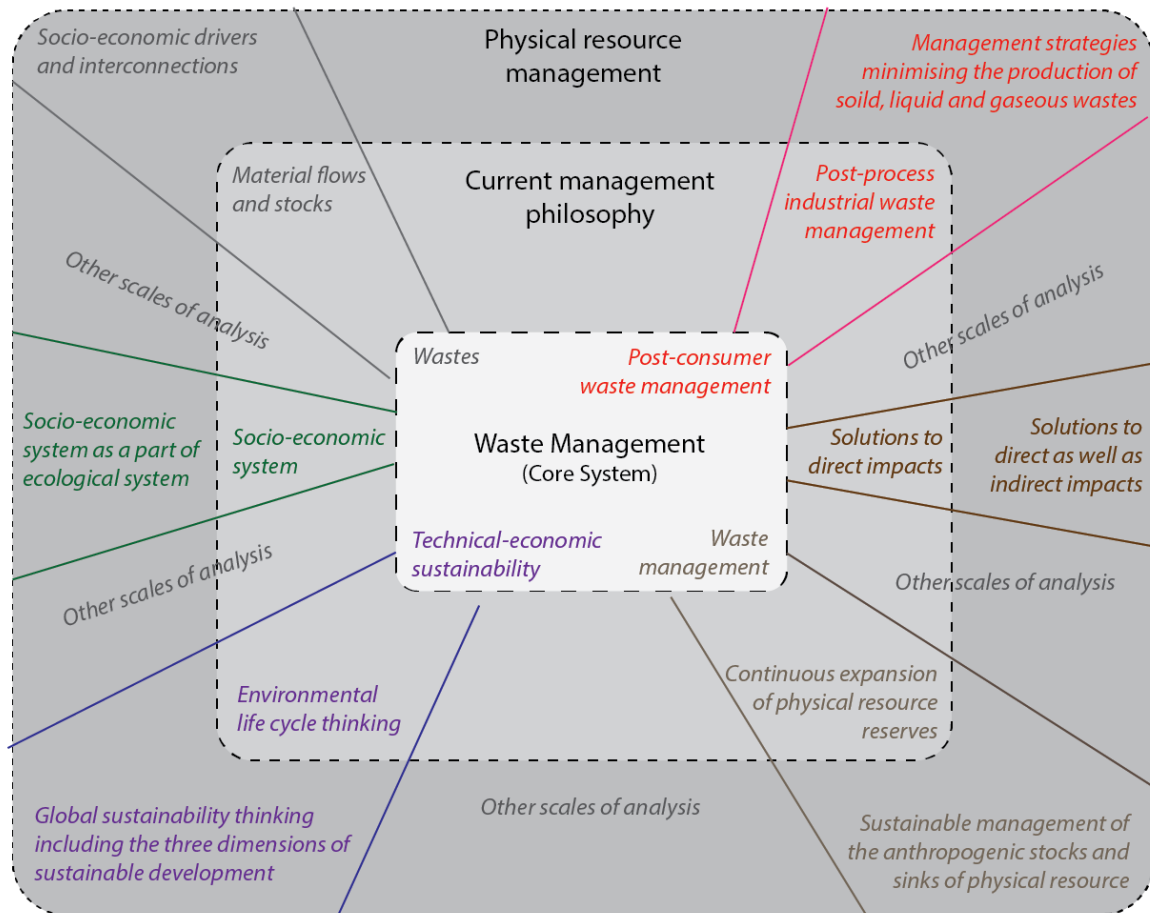 Socio-economic drivers
and interconnections
Physical resource
management
Management strategies
minimising the production of
soild, liquid and gaseous wastes
Material flows
and stocks
Current management
philosophy
Post-process
industrial waste
management
Other scales of analysis
Other scales of analysis
Wastes
Post-consumer
waste management
Socio-economic
system as a part of
ecological system
Socio-economic
system
Waste Management
(Core System)
Solutions to
direct impacts
Solutions to
direct as well as
indirect impacts
Technical-economic
sustainability
Waste
management
Other scales of analysis
Other scales of analysis
Environmental
life cycle thinking
Continuous expansion
of physical resource
reserves
Global sustainability thinking
including the three dimensions of
sustainable development
Other scales of analysis
Sustainable management of
the anthropogenic stocks and
sinks of physical resource